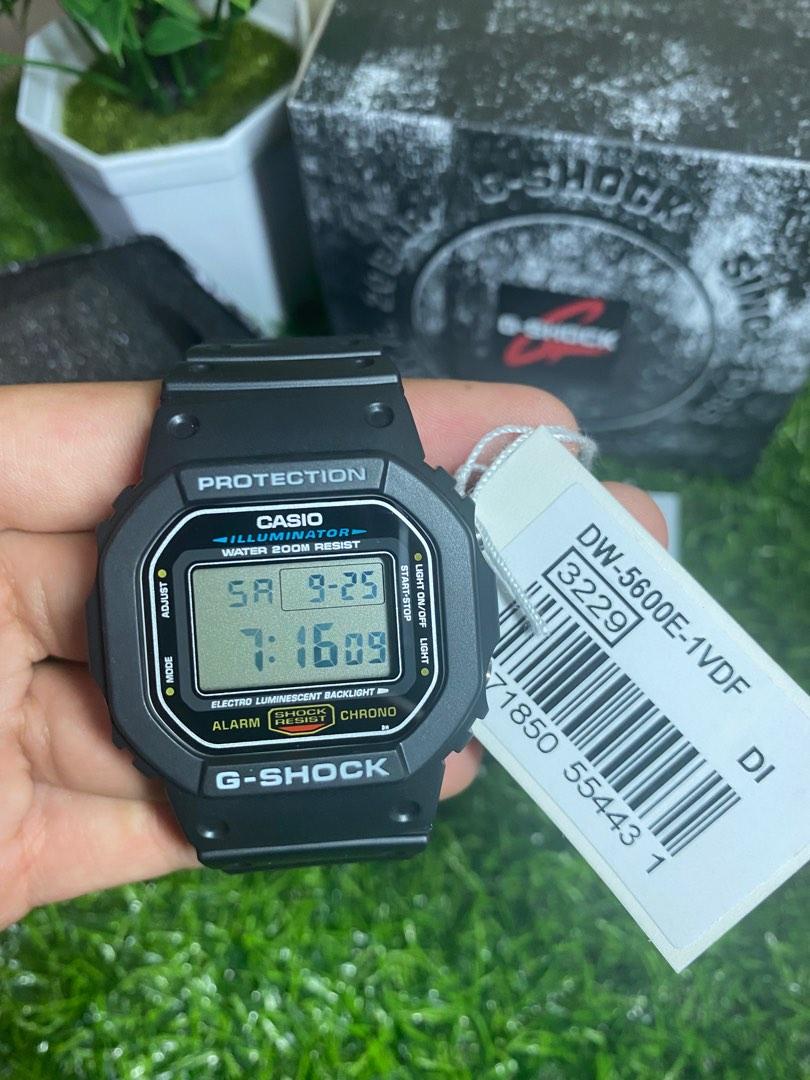 G-SHOCK
G-SHOCK
PROTECTION
CASIO
ILLUMINATOR
WATER 200M RESIST
ADJUST
MODE
LIGHT ON/OFF
START·STOP
LIGHT
SA 9-25
7:16 09
ELECTRO LUMINESCENT BACKLIGHT
ALARM
SHOCK
RESIST
CHRONO
G-SHOCK
DW-5600E-1VDF
3229
DI
71850 55443 1